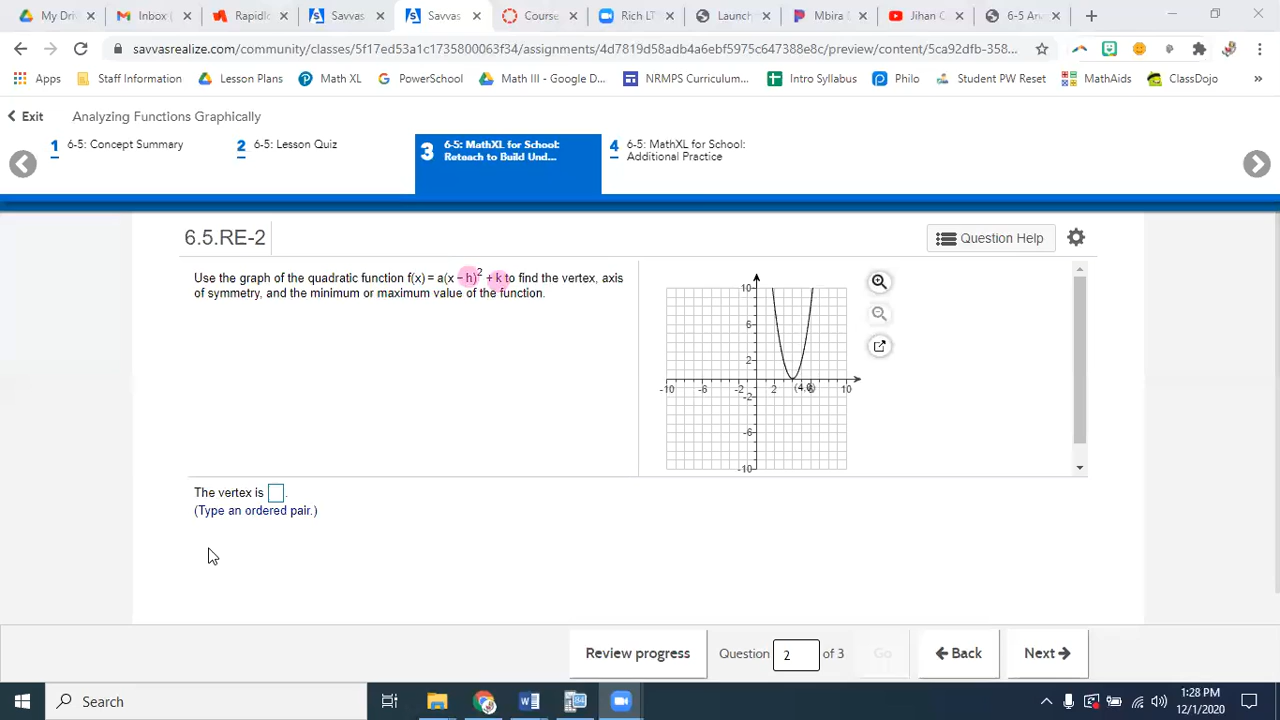 My Driv
Inbox (
RapidI
Savvas
Savvas
Course
Rich LT
Launch
Mbira
Jihan C
6-5 An
savvasrealize.com/community/classes/5f17ed5331c1735800063f34/assignments/4d7819d58adb4a6ebf5975c647388e8c/preview/content/5ca92dfb-358...
Apps
Staff Information
Lesson Plans
Math XL
PowerSchool
Math III - Google D...
NRMPS Curriculum...
Intro Syllabus
Philo
Student PW Reset
MathAids
ClassDojo
»
Exit
Analyzing Functions Graphically
1 6-5: Concept Summary
2 6-5: Lesson Quiz
3 6-5: MathXL for School:
Reteach to Build Und...
4 6-5: MathXL for School:
Additional Practice
6.5.RE-2
Question Help
Use the graph of the quadratic function f(x) = a(x − h)² + k to find the vertex, axis
of symmetry, and the minimum or maximum value of the function.
10
6
2
-10 -6 -2 2 6 10
(4,0)
-2
-6
-10
The vertex is .
(Type an ordered pair.)
Review progress
Question 2 of 3
Go
Back
Next
Search
1:28 PM
12/1/2020